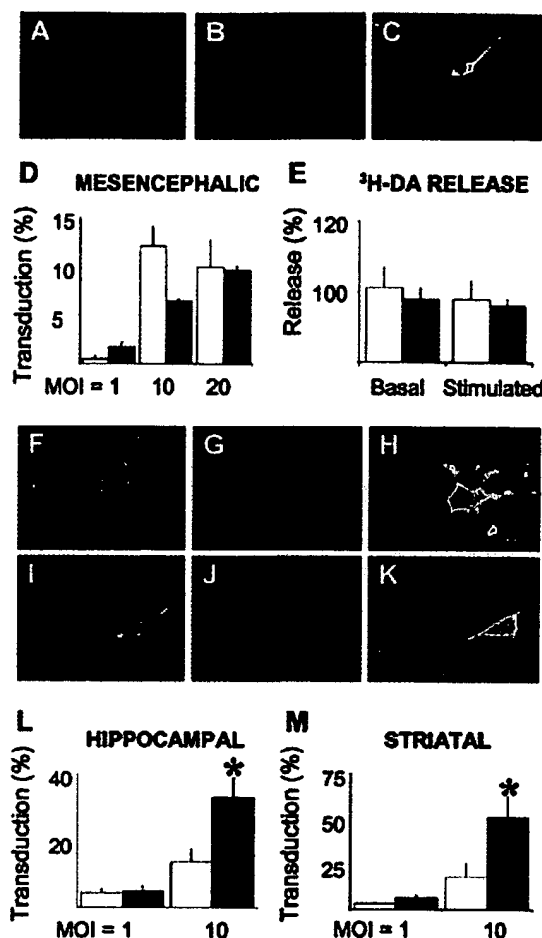 A B C
D MESENCEPHALIC
E ³H-DA RELEASE
Transduction (%)
15
10
5
MOI = 1 10 20
Release (%)
120
100
Basal Stimulated
F G H
I J K
L HIPPOCAMPAL
M STRIATAL
Transduction (%)
40
20
*
MOI = 1 10
Transduction (%)
75
50
25
*
MOI = 1 10